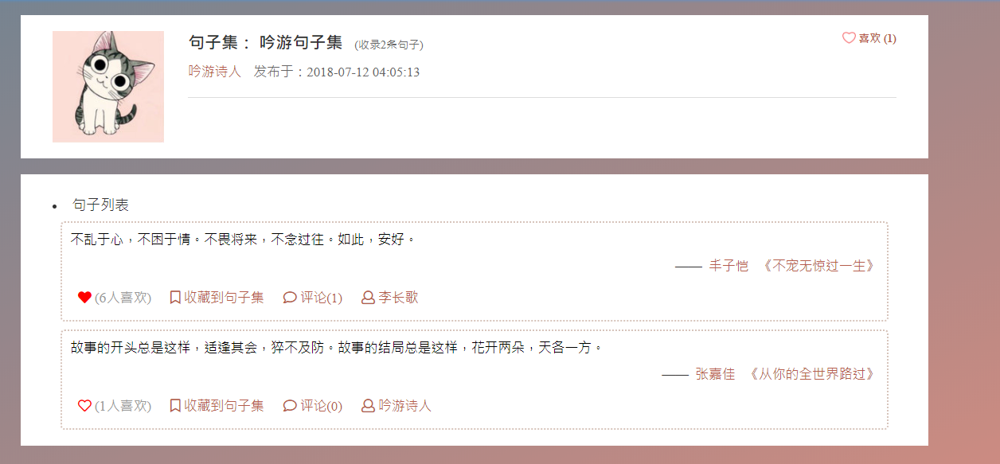 句子集： 吟游句子集 (收录2条句子)
喜欢 (1)
吟游诗人 发布于：2018-07-12 04:05:13
句子列表
不乱于心，不困于情。不畏将来，不念过往。如此，安好。
—— 丰子恺 《不宠无惊过一生》
(6人喜欢) 收藏到句子集 评论(1) 李长歌
故事的开头总是这样，适逢其会，猝不及防。故事的结局总是这样，花开两朵，天各一方。
—— 张嘉佳 《从你的全世界路过》
(1人喜欢) 收藏到句子集 评论(0) 吟游诗人